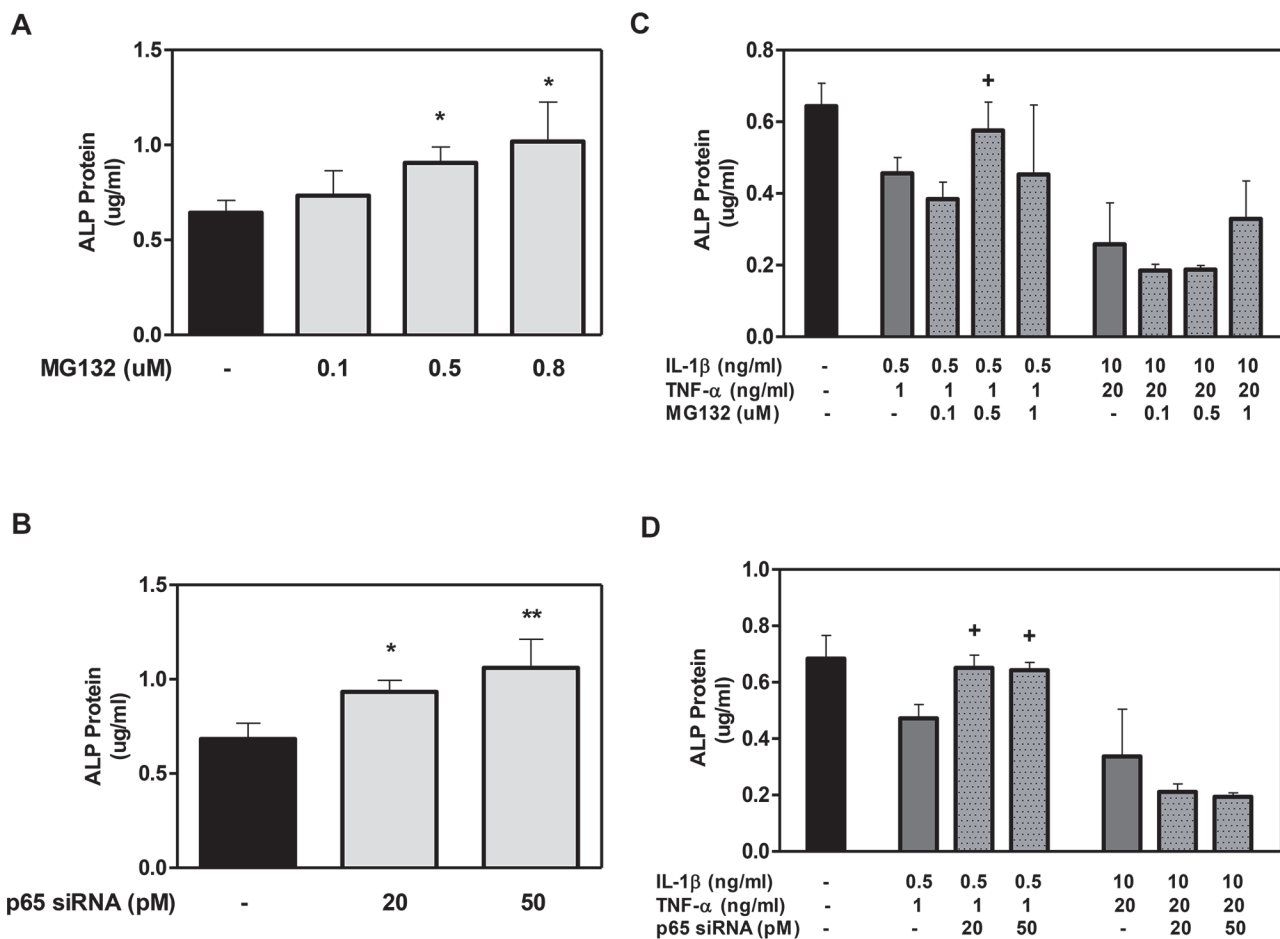 A
1.5
1.0
0.5
0.0
ALP Protein
(ug/ml)
*
*
MG132 (uM) - 0.1 0.5 0.8
B
1.5
1.0
0.5
0.0
ALP Protein
(ug/ml)
*
**
p65 siRNA (pM) - 20 50
C
0.8
0.6
0.4
0.2
0.0
ALP Protein
(ug/ml)
+
IL-1β (ng/ml) - 0.5 0.5 0.5 0.5 10 10 10 10
TNF-α (ng/ml) - 1 1 1 1 20 20 20 20
MG132 (uM) - - 0.1 0.5 1 - 0.1 0.5 1
D
1.0
0.8
0.6
0.4
0.2
0.0
ALP Protein
(ug/ml)
+
+
IL-1β (ng/ml) - 0.5 0.5 0.5 10 10 10
TNF-α (ng/ml) - 1 1 1 20 20 20
p65 siRNA (pM) - - 20 50 - 20 50